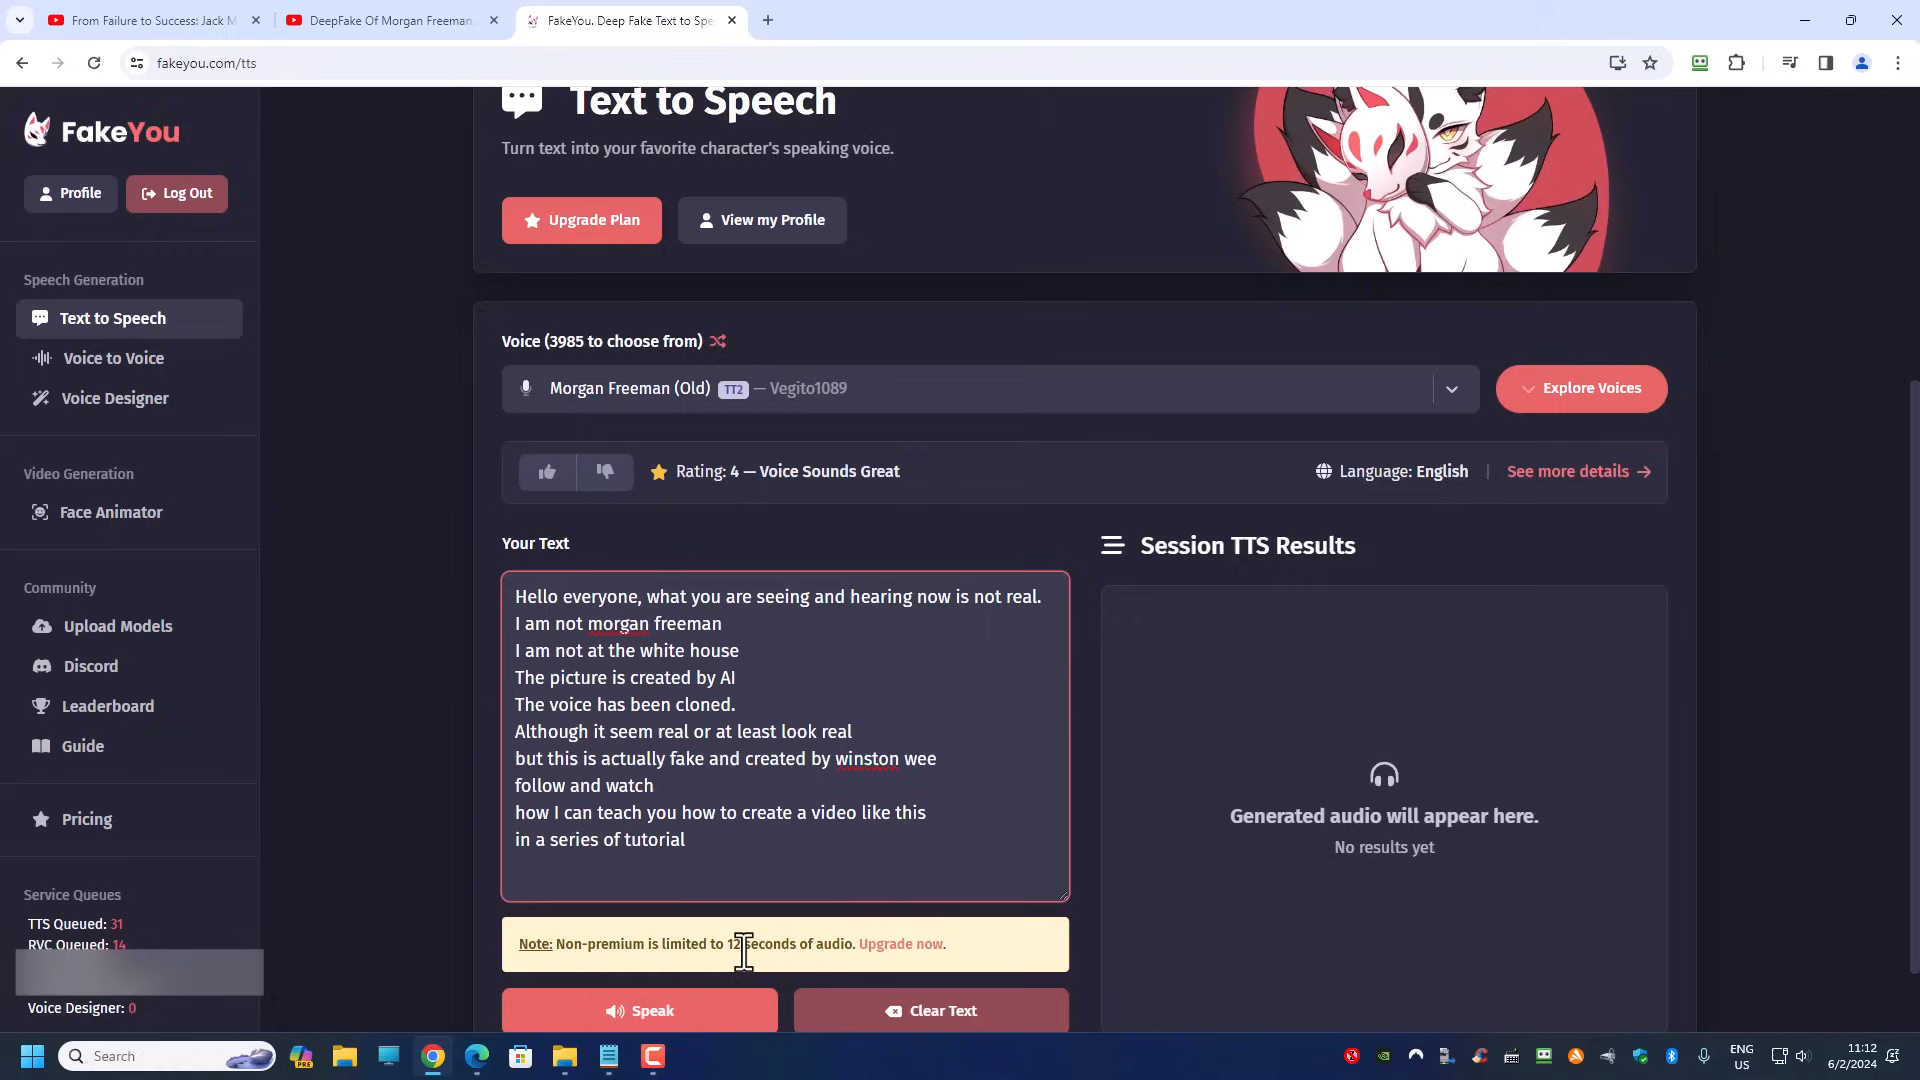 From Failure to Success: Jack M
DeepFake Of Morgan Freeman.
FakeYou. Deep Fake Text to Spe
fakeyou.com/tts
FakeYou
Profile
Log Out
Speech Generation
Text to Speech
Voice to Voice
Voice Designer
Video Generation
Face Animator
Community
Upload Models
Discord
Leaderboard
Guide
Pricing
Service Queues
TTS Queued: 31
RVC Queued: 14
Voice Designer: 0
Text to Speech
Turn text into your favorite character's speaking voice.
Upgrade Plan
View my Profile
Voice (3985 to choose from)
Morgan Freeman (Old) TT2 — Vegito1089
Explore Voices
Rating: 4 — Voice Sounds Great
Language: English
See more details
Your Text
Hello everyone, what you are seeing and hearing now is not real.
I am not morgan freeman
I am not at the white house
The picture is created by AI
The voice has been cloned.
Although it seem real or at least look real
but this is actually fake and created by winston wee
follow and watch
how I can teach you how to create a video like this
in a series of tutorial
Note: Non-premium is limited to 12 seconds of audio. Upgrade now.
Speak
Clear Text
Session TTS Results
Generated audio will appear here.
No results yet
Search
PRE
ENG
US
11:12
6/2/2024